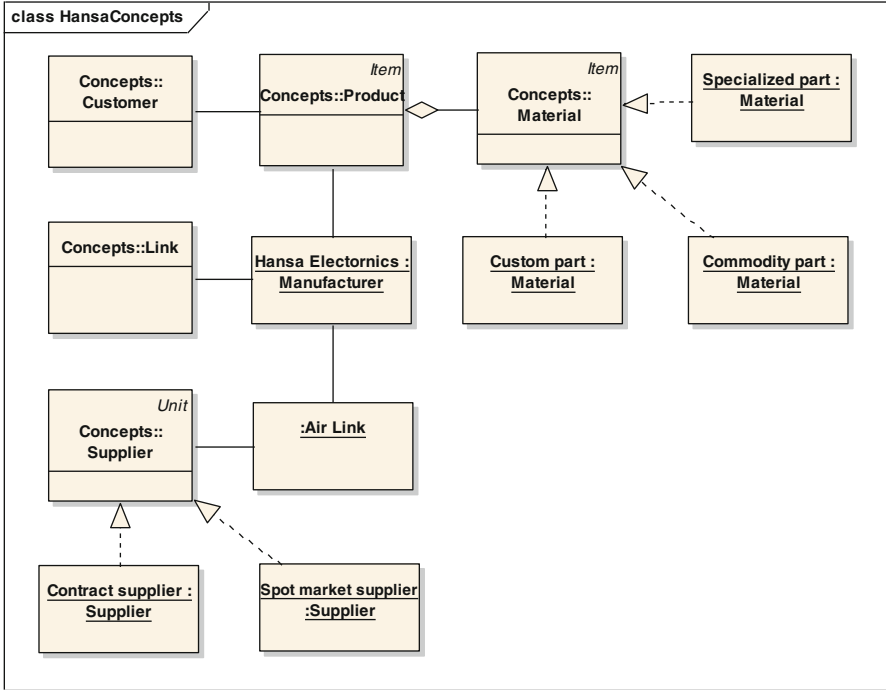 class HansaConcepts
Concepts::
Customer
Item
Concepts::Product
Item
Concepts::
Material
Specialized part :
Material
Concepts::Link
Hansa Electornics :
Manufacturer
Custom part :
Material
Commodity part :
Material
Unit
Concepts::
Supplier
:Air Link
Contract supplier :
Supplier
Spot market supplier
:Supplier